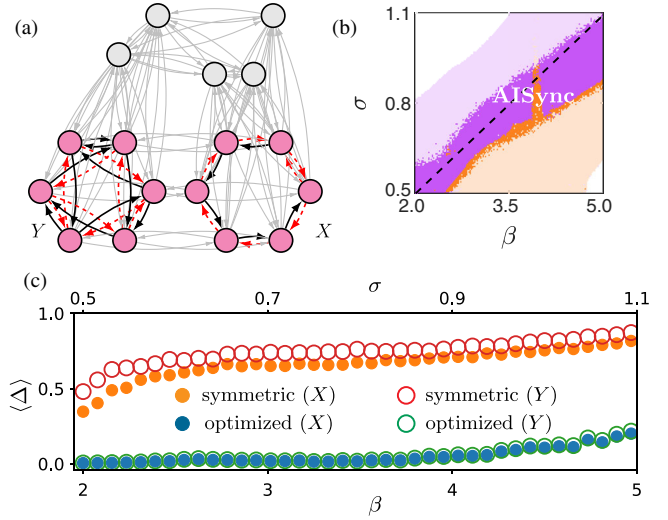 (a)
Y
X
(b)
1.1
σ
0.8
AISync
0.5
2.0 3.5 5.0
β
(c)
σ
0.5 0.7 0.9 1.1
1.0
⟨Δ⟩
0.5
0.0
symmetric (X) symmetric (Y)
optimized (X) optimized (Y)
2 3 4 5
β